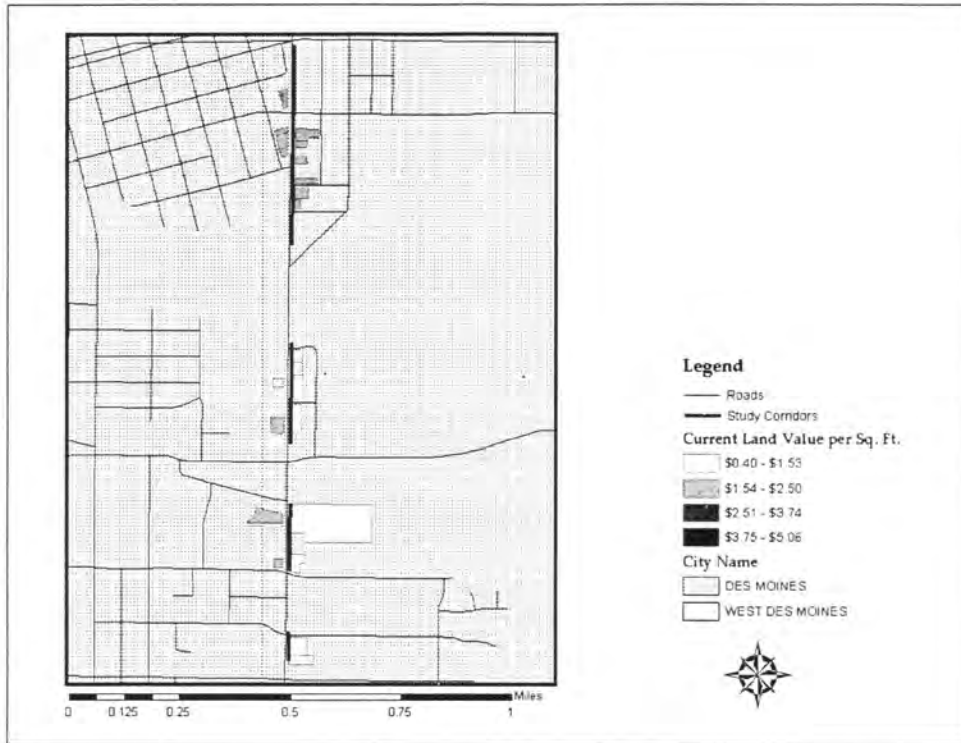 Legend
Roads
Study Corridors
Current Land Value per Sq. Ft.
$0.40 - $1.53
$1.54 - $2.50
$2.51 - $3.74
$3.75 - $5.06
City Name
DES MOINES
WEST DES MOINES
Miles
0 0.125 0.25 0.5 0.75 1